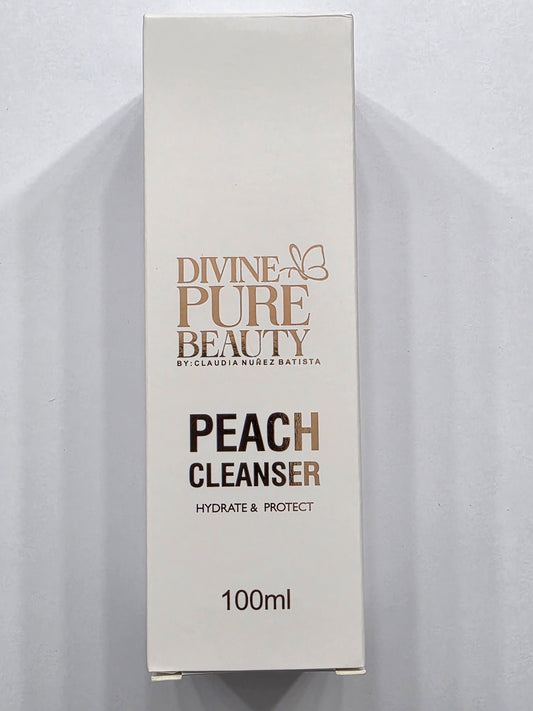 DIVINE
PURE
BEAUTY
BY: CLAUDIA NUÑEZ BATISTA
PEACH
CLEANSER
HYDRATE & PROTECT
100ml